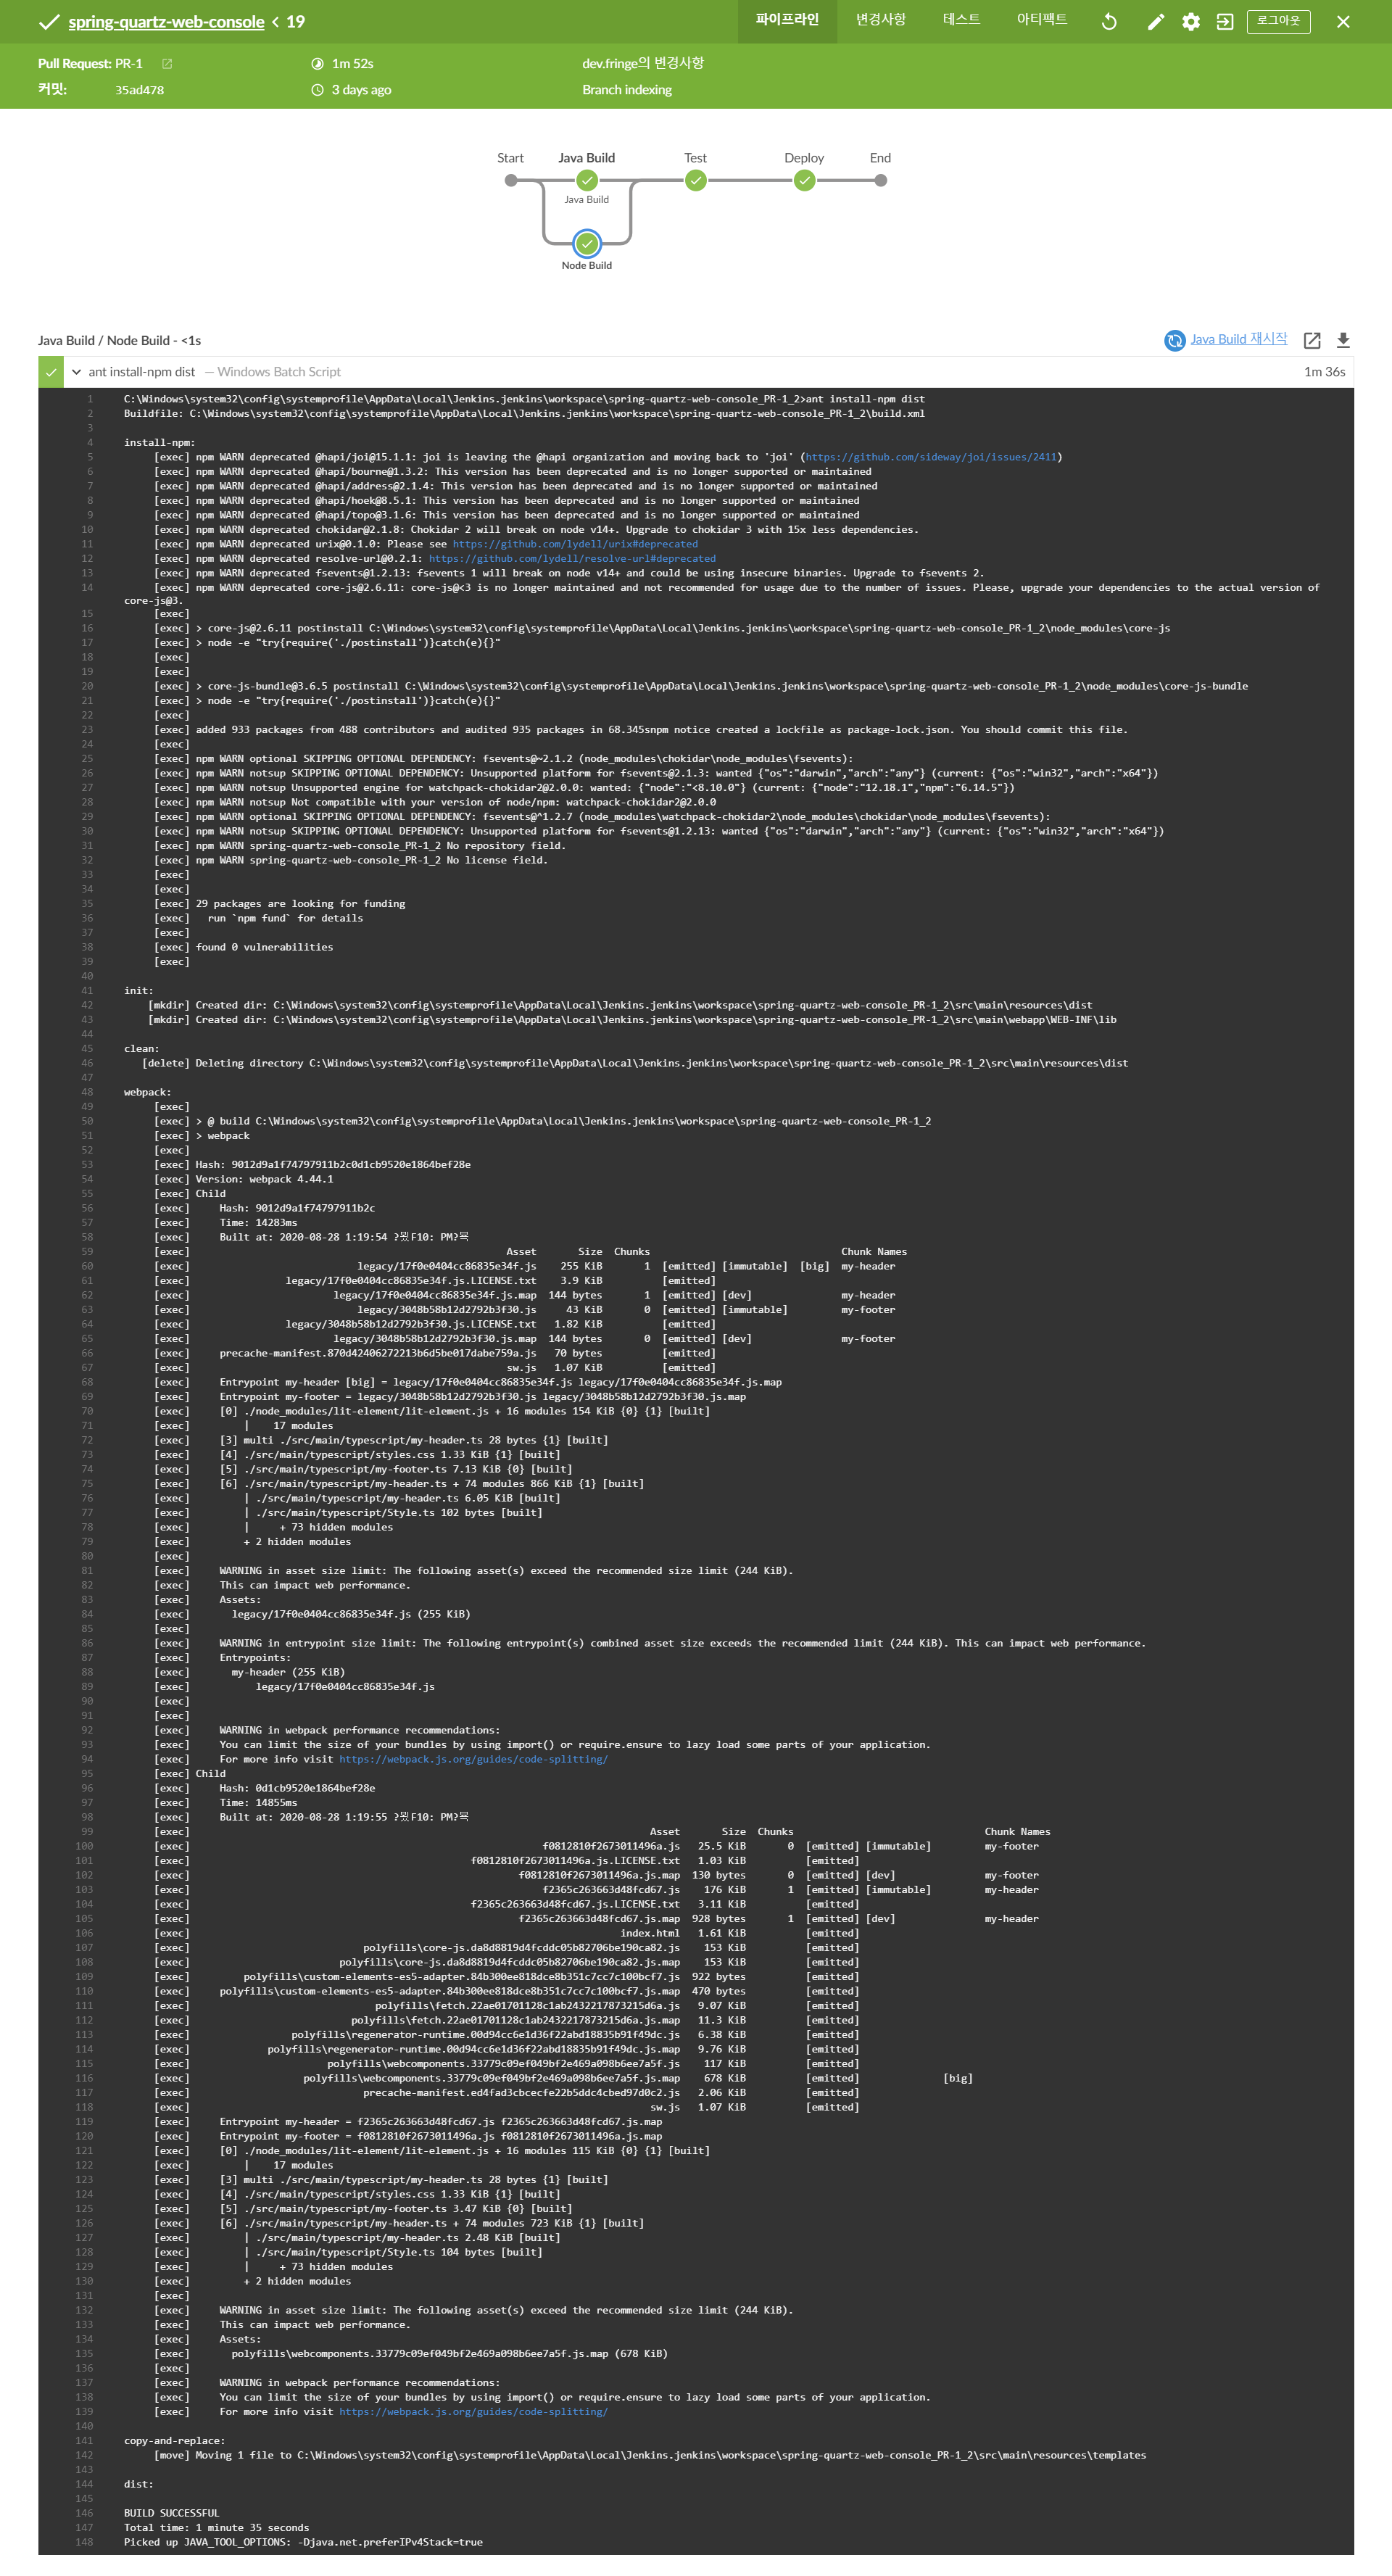 spring-quartz-web-console < 19
파이프라인 변경사항 테스트 아티팩트 로그아웃
Pull Request: PR-1 1m 52s dev.fringe의 변경사항
커밋: 35ad478 3 days ago Branch indexing
Start Java Build Test Deploy End
Java Build
Node Build
Java Build / Node Build - <1s Java Build 재시작
ant install-npm dist — Windows Batch Script 1m 36s
1 C:\Windows\system32\config\systemprofile\AppData\Local\Jenkins.jenkins\workspace\spring-quartz-web-console_PR-1_2>ant install-npm dist
2 Buildfile: C:\Windows\system32\config\systemprofile\AppData\Local\Jenkins.jenkins\workspace\spring-quartz-web-console_PR-1_2\build.xml
3
4 install-npm:
5 [exec] npm WARN deprecated @hapi/joi@15.1.1: joi is leaving the @hapi organization and moving back to 'joi' (https://github.com/sideway/joi/issues/2411)
6 [exec] npm WARN deprecated @hapi/bourne@1.3.2: This version has been deprecated and is no longer supported or maintained
7 [exec] npm WARN deprecated @hapi/address@2.1.4: This version has been deprecated and is no longer supported or maintained
8 [exec] npm WARN deprecated @hapi/hoek@8.5.1: This version has been deprecated and is no longer supported or maintained
9 [exec] npm WARN deprecated @hapi/topo@3.1.6: This version has been deprecated and is no longer supported or maintained
10 [exec] npm WARN deprecated chokidar@2.1.8: Chokidar 2 will break on node v14+. Upgrade to chokidar 3 with 15x less dependencies.
11 [exec] npm WARN deprecated urix@0.1.0: Please see https://github.com/lydell/urix#deprecated
12 [exec] npm WARN deprecated resolve-url@0.2.1: https://github.com/lydell/resolve-url#deprecated
13 [exec] npm WARN deprecated fsevents@1.2.13: fsevents 1 will break on node v14+ and could be using insecure binaries. Upgrade to fsevents 2.
14 [exec] npm WARN deprecated core-js@2.6.11: core-js@<3 is no longer maintained and not recommended for usage due to the number of issues. Please, upgrade your dependencies to the actual version of
core-js@3.
15 [exec]
16 [exec] > core-js@2.6.11 postinstall C:\Windows\system32\config\systemprofile\AppData\Local\Jenkins.jenkins\workspace\spring-quartz-web-console_PR-1_2\node_modules\core-js
17 [exec] > node -e "try{require('./postinstall')}catch(e){}"
18 [exec]
19 [exec]
20 [exec] > core-js-bundle@3.6.5 postinstall C:\Windows\system32\config\systemprofile\AppData\Local\Jenkins.jenkins\workspace\spring-quartz-web-console_PR-1_2\node_modules\core-js-bundle
21 [exec] > node -e "try{require('./postinstall')}catch(e){}"
22 [exec]
23 [exec] added 933 packages from 488 contributors and audited 935 packages in 68.345snpm notice created a lockfile as package-lock.json. You should commit this file.
24 [exec]
25 [exec] npm WARN optional SKIPPING OPTIONAL DEPENDENCY: fsevents@~2.1.2 (node_modules\chokidar\node_modules\fsevents):
26 [exec] npm WARN notsup SKIPPING OPTIONAL DEPENDENCY: Unsupported platform for fsevents@2.1.3: wanted {"os":"darwin","arch":"any"} (current: {"os":"win32","arch":"x64"})
27 [exec] npm WARN notsup Unsupported engine for watchpack-chokidar2@2.0.0: wanted: {"node":"<8.10.0"} (current: {"node":"12.18.1","npm":"6.14.5"})
28 [exec] npm WARN notsup Not compatible with your version of node/npm: watchpack-chokidar2@2.0.0
29 [exec] npm WARN optional SKIPPING OPTIONAL DEPENDENCY: fsevents@^1.2.7 (node_modules\watchpack-chokidar2\node_modules\chokidar\node_modules\fsevents):
30 [exec] npm WARN notsup SKIPPING OPTIONAL DEPENDENCY: Unsupported platform for fsevents@1.2.13: wanted {"os":"darwin","arch":"any"} (current: {"os":"win32","arch":"x64"})
31 [exec] npm WARN spring-quartz-web-console_PR-1_2 No repository field.
32 [exec] npm WARN spring-quartz-web-console_PR-1_2 No license field.
33 [exec]
34 [exec]
35 [exec] 29 packages are looking for funding
36 [exec] run `npm fund` for details
37 [exec]
38 [exec] found 0 vulnerabilities
39 [exec]
40
41 init:
42 [mkdir] Created dir: C:\Windows\system32\config\systemprofile\AppData\Local\Jenkins.jenkins\workspace\spring-quartz-web-console_PR-1_2\src\main\resources\dist
43 [mkdir] Created dir: C:\Windows\system32\config\systemprofile\AppData\Local\Jenkins.jenkins\workspace\spring-quartz-web-console_PR-1_2\src\main\webapp\WEB-INF\lib
44
45 clean:
46 [delete] Deleting directory C:\Windows\system32\config\systemprofile\AppData\Local\Jenkins.jenkins\workspace\spring-quartz-web-console_PR-1_2\src\main\resources\dist
47
48 webpack:
49 [exec]
50 [exec] > @ build C:\Windows\system32\config\systemprofile\AppData\Local\Jenkins.jenkins\workspace\spring-quartz-web-console_PR-1_2
51 [exec] > webpack
52 [exec]
53 [exec] Hash: 9012d9a1f74797911b2c0d1cb9520e1864bef28e
54 [exec] Version: webpack 4.44.1
55 [exec] Child
56 [exec] Hash: 9012d9a1f74797911b2c
57 [exec] Time: 14283ms
58 [exec] Built at: 2020-08-28 1:19:54
59 [exec] Asset Size Chunks Chunk Names
60 [exec] legacy/17f0e0404cc86835e34f.js 255 KiB 1 [emitted] [immutable] [big] my-header
61 [exec] legacy/17f0e0404cc86835e34f.js.LICENSE.txt 3.9 KiB [emitted]
62 [exec] legacy/17f0e0404cc86835e34f.js.map 144 bytes 1 [emitted] [dev] my-header
63 [exec] legacy/3048b58b12d2792b3f30.js 43 KiB 0 [emitted] [immutable] my-footer
64 [exec] legacy/3048b58b12d2792b3f30.js.LICENSE.txt 1.82 KiB [emitted]
65 [exec] legacy/3048b58b12d2792b3f30.js.map 144 bytes 0 [emitted] [dev] my-footer
66 [exec] precache-manifest.870d42406272213b6d5be017dabe759a.js 70 bytes [emitted]
67 [exec] sw.js 1.07 KiB [emitted]
68 [exec] Entrypoint my-header [big] = legacy/17f0e0404cc86835e34f.js legacy/17f0e0404cc86835e34f.js.map
69 [exec] Entrypoint my-footer = legacy/3048b58b12d2792b3f30.js legacy/3048b58b12d2792b3f30.js.map
70 [exec] [0] ./node_modules/lit-element/lit-element.js + 16 modules 154 KiB {0} {1} [built]
71 [exec] | 17 modules
72 [exec] [3] multi ./src/main/typescript/my-header.ts 28 bytes {1} [built]
73 [exec] [4] ./src/main/typescript/styles.css 1.33 KiB {1} [built]
74 [exec] [5] ./src/main/typescript/my-footer.ts 7.13 KiB {0} [built]
75 [exec] [6] ./src/main/typescript/my-header.ts + 74 modules 866 KiB {1} [built]
76 [exec] | ./src/main/typescript/my-header.ts 6.05 KiB [built]
77 [exec] | ./src/main/typescript/Style.ts 102 bytes [built]
78 [exec] | + 73 hidden modules
79 [exec] + 2 hidden modules
80 [exec]
81 [exec] WARNING in asset size limit: The following asset(s) exceed the recommended size limit (244 KiB).
82 [exec] This can impact web performance.
83 [exec] Assets:
84 [exec] legacy/17f0e0404cc86835e34f.js (255 KiB)
85 [exec]
86 [exec] WARNING in entrypoint size limit: The following entrypoint(s) combined asset size exceeds the recommended limit (244 KiB). This can impact web performance.
87 [exec] Entrypoints:
88 [exec] my-header (255 KiB)
89 [exec] legacy/17f0e0404cc86835e34f.js
90 [exec]
91 [exec]
92 [exec] WARNING in webpack performance recommendations:
93 [exec] You can limit the size of your bundles by using import() or require.ensure to lazy load some parts of your application.
94 [exec] For more info visit https://webpack.js.org/guides/code-splitting/
95 [exec] Child
96 [exec] Hash: 0d1cb9520e1864bef28e
97 [exec] Time: 14855ms
98 [exec] Built at: 2020-08-28 1:19:55
99 [exec] Asset Size Chunks Chunk Names
100 [exec] f0812810f2673011496a.js 25.5 KiB 0 [emitted] [immutable] my-footer
101 [exec] f0812810f2673011496a.js.LICENSE.txt 1.03 KiB [emitted]
102 [exec] f0812810f2673011496a.js.map 130 bytes 0 [emitted] [dev] my-footer
103 [exec] f2365c263663d48fcd67.js 176 KiB 1 [emitted] [immutable] my-header
104 [exec] f2365c263663d48fcd67.js.LICENSE.txt 3.11 KiB [emitted]
105 [exec] f2365c263663d48fcd67.js.map 928 bytes 1 [emitted] [dev] my-header
106 [exec] index.html 1.61 KiB [emitted]
107 [exec] polyfills\core-js.da8d8819d4fcddc05b82706be190ca82.js 153 KiB [emitted]
108 [exec] polyfills\core-js.da8d8819d4fcddc05b82706be190ca82.js.map 153 KiB [emitted]
109 [exec] polyfills\custom-elements-es5-adapter.84b300ee818dce8b351c7cc7c100bcf7.js 922 bytes [emitted]
110 [exec] polyfills\custom-elements-es5-adapter.84b300ee818dce8b351c7cc7c100bcf7.js.map 470 bytes [emitted]
111 [exec] polyfills\fetch.22ae01701128c1ab2432217873215d6a.js 9.07 KiB [emitted]
112 [exec] polyfills\fetch.22ae01701128c1ab2432217873215d6a.js.map 11.3 KiB [emitted]
113 [exec] polyfills\regenerator-runtime.00d94cc6e1d36f22abd18835b91f49dc.js 6.38 KiB [emitted]
114 [exec] polyfills\regenerator-runtime.00d94cc6e1d36f22abd18835b91f49dc.js.map 9.76 KiB [emitted]
115 [exec] polyfills\webcomponents.33779c09ef049bf2e469a098b6ee7a5f.js 117 KiB [emitted]
116 [exec] polyfills\webcomponents.33779c09ef049bf2e469a098b6ee7a5f.js.map 678 KiB [emitted] [big]
117 [exec] precache-manifest.ed4fad3cbcecfe22b5ddc4cbed97d0c2.js 2.06 KiB [emitted]
118 [exec] sw.js 1.07 KiB [emitted]
119 [exec] Entrypoint my-header = f2365c263663d48fcd67.js f2365c263663d48fcd67.js.map
120 [exec] Entrypoint my-footer = f0812810f2673011496a.js f0812810f2673011496a.js.map
121 [exec] [0] ./node_modules/lit-element/lit-element.js + 16 modules 115 KiB {0} {1} [built]
122 [exec] | 17 modules
123 [exec] [3] multi ./src/main/typescript/my-header.ts 28 bytes {1} [built]
124 [exec] [4] ./src/main/typescript/styles.css 1.33 KiB {1} [built]
125 [exec] [5] ./src/main/typescript/my-footer.ts 3.47 KiB {0} [built]
126 [exec] [6] ./src/main/typescript/my-header.ts + 74 modules 723 KiB {1} [built]
127 [exec] | ./src/main/typescript/my-header.ts 2.48 KiB [built]
128 [exec] | ./src/main/typescript/Style.ts 104 bytes [built]
129 [exec] | + 73 hidden modules
130 [exec] + 2 hidden modules
131 [exec]
132 [exec] WARNING in asset size limit: The following asset(s) exceed the recommended size limit (244 KiB).
133 [exec] This can impact web performance.
134 [exec] Assets:
135 [exec] polyfills\webcomponents.33779c09ef049bf2e469a098b6ee7a5f.js.map (678 KiB)
136 [exec]
137 [exec] WARNING in webpack performance recommendations:
138 [exec] You can limit the size of your bundles by using import() or require.ensure to lazy load some parts of your application.
139 [exec] For more info visit https://webpack.js.org/guides/code-splitting/
140
141 copy-and-replace:
142 [move] Moving 1 file to C:\Windows\system32\config\systemprofile\AppData\Local\Jenkins.jenkins\workspace\spring-quartz-web-console_PR-1_2\src\main\resources\templates
143
144 dist:
145
146 BUILD SUCCESSFUL
147 Total time: 1 minute 35 seconds
148 Picked up JAVA_TOOL_OPTIONS: -Djava.net.preferIPv4Stack=true